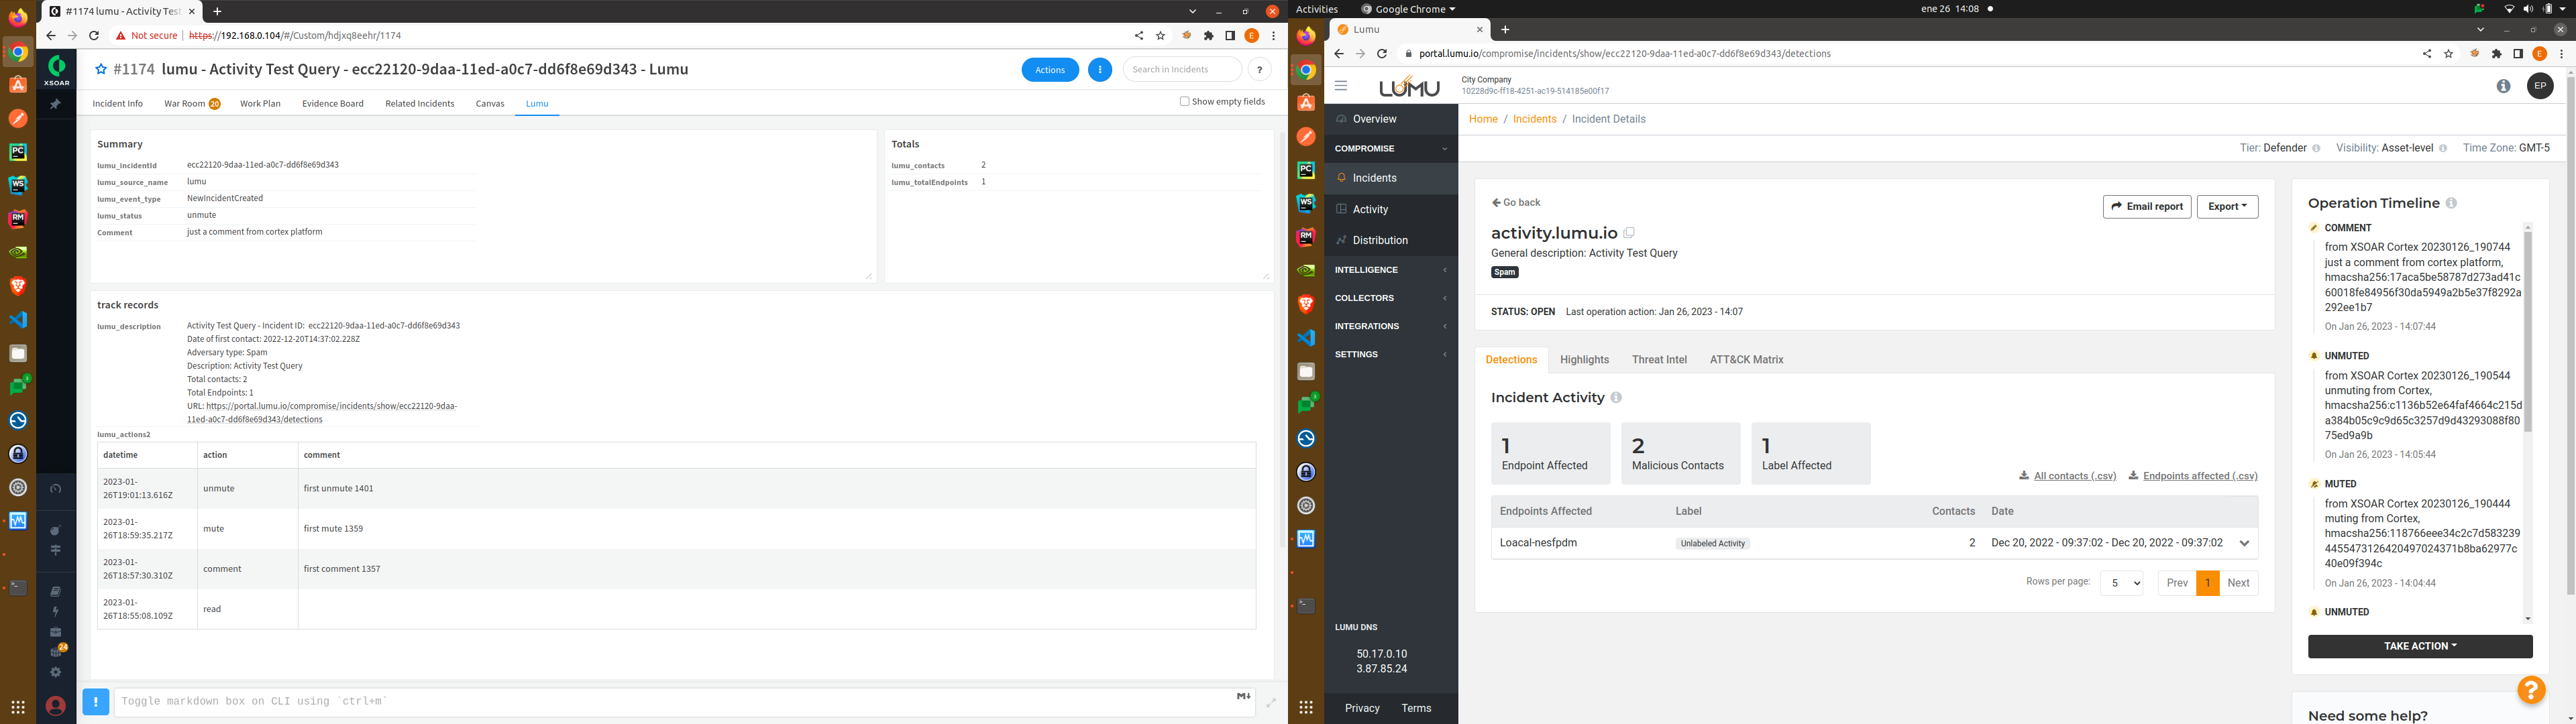 #1174 lumu - Activity Test
Not secure
https://192.168.0.104/#/Custom/hdjxq8eehr/1174
E
XSOAR
#1174 lumu - Activity Test Query - ecc22120-9daa-11ed-a0c7-dd6f8e69d343 - Lumu
Actions
Search in Incidents
?
Incident Info
War Room 20
Work Plan
Evidence Board
Related Incidents
Canvas
Lumu
Show empty fields
Summary
lumu_incidentId ecc22120-9daa-11ed-a0c7-dd6f8e69d343
lumu_source_name lumu
lumu_event_type NewIncidentCreated
lumu_status unmute
Comment just a comment from cortex platform
Totals
lumu_contacts 2
lumu_totalEndpoints 1
track records
lumu_description Activity Test Query - Incident ID: ecc22120-9daa-11ed-a0c7-dd6f8e69d343
Date of first contact: 2022-12-20T14:37:02.228Z
Adversary type: Spam
Description: Activity Test Query
Total contacts: 2
Total Endpoints: 1
URL: https://portal.lumu.io/compromise/incidents/show/ecc22120-9daa-
11ed-a0c7-dd6f8e69d343/detections
lumu_actions2
datetime action comment
2023-01-
26T19:01:13.616Z unmute first unmute 1401
2023-01-
26T18:59:35.217Z mute first mute 1359
2023-01-
26T18:57:30.310Z comment first comment 1357
2023-01-
26T18:55:08.109Z read
24
! Toggle markdown box on CLI using `ctrl+m`
M
Activities
Google Chrome
ene 26 14:08
Lumu
portal.lumu.io/compromise/incidents/show/ecc22120-9daa-11ed-a0c7-dd6f8e69d343/detections
E
LUMU
City Company
10228d9c-ff18-4251-ac19-514185e00f17
EP
Overview
COMPROMISE
Incidents
Activity
Distribution
INTELLIGENCE
COLLECTORS
INTEGRATIONS
SETTINGS
LUMU DNS
50.17.0.10
3.87.85.24
Privacy Terms
Home / Incidents / Incident Details
Tier: Defender Visibility: Asset-level Time Zone: GMT-5
Go back
Email report
Export
activity.lumu.io
General description: Activity Test Query
Spam
STATUS: OPEN Last operation action: Jan 26, 2023 - 14:07
Detections Highlights Threat Intel ATT&CK Matrix
Incident Activity
1
Endpoint Affected
2
Malicious Contacts
1
Label Affected
All contacts (.csv) Endpoints affected (.csv)
Endpoints Affected Label Contacts Date
Loacal-nesfpdm Unlabeled Activity 2 Dec 20, 2022 - 09:37:02 - Dec 20, 2022 - 09:37:02
Rows per page: 5 Prev 1 Next
Operation Timeline
COMMENT
from XSOAR Cortex 20230126_190744
just a comment from cortex platform,
hmacsha256:17aca5be58787d273ad41c
60018fe84956f30da5949a2b5e37f8292a
292ee1b7
On Jan 26, 2023 - 14:07:44
UNMUTED
from XSOAR Cortex 20230126_190544
unmuting from Cortex,
hmacsha256:c1136b52e64faf4664c215d
a384b05c9c9d65c3257d9d43293088f80
75ed9a9b
On Jan 26, 2023 - 14:05:44
MUTED
from XSOAR Cortex 20230126_190444
muting from Cortex,
hmacsha256:118766eee34c2c7d583239
4455473126420497024371b8ba62977c
40e09f394c
On Jan 26, 2023 - 14:04:44
UNMUTED
TAKE ACTION
?
Need some help?